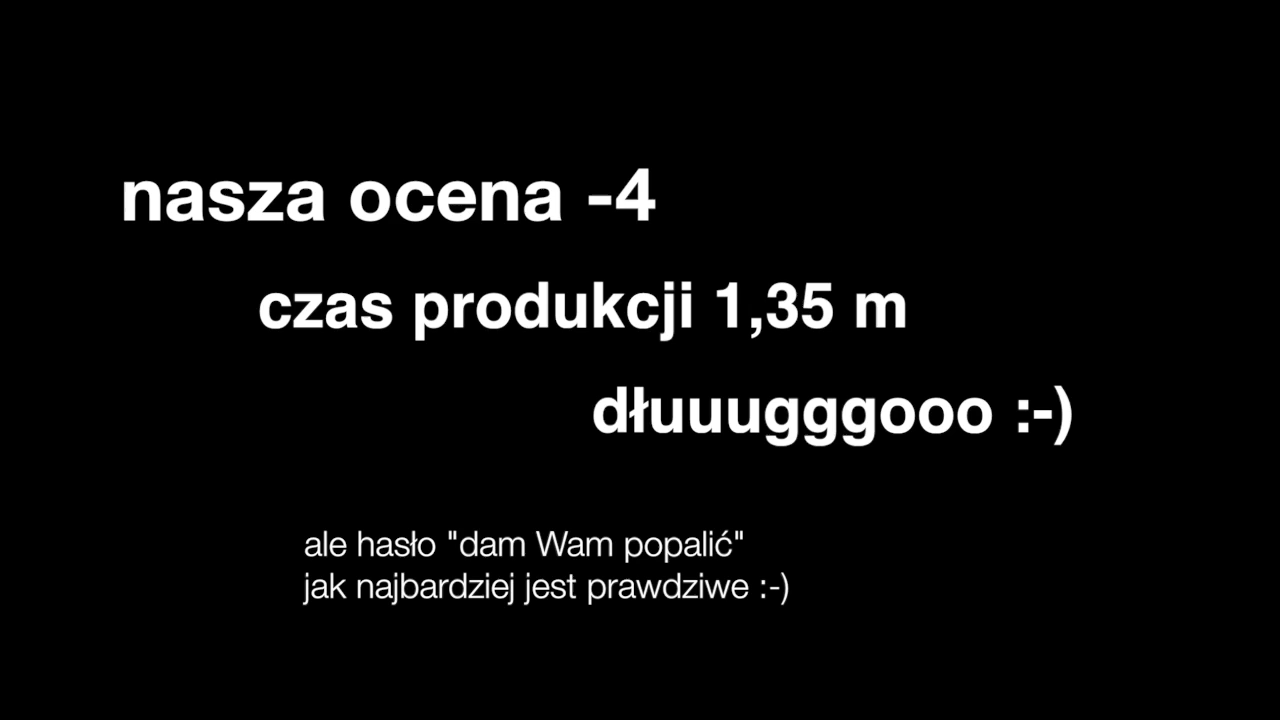 nasza ocena -4
czas produkcji 1,35 m
dłuuugggooo :-)
ale hasło "dam Wam popalić"
jak najbardziej jest prawdziwe :-)